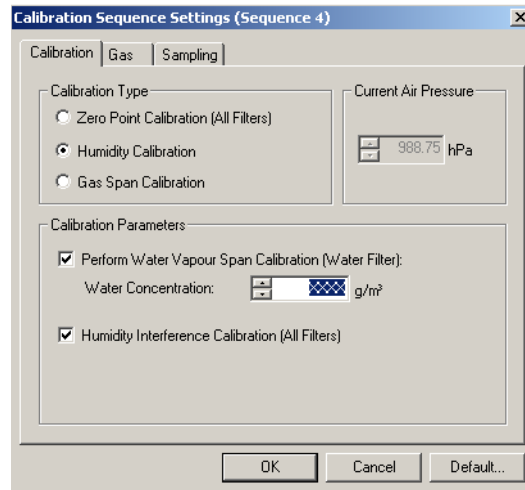 Calibration Sequence Settings (Sequence 4)
Calibration Gas Sampling
Calibration Type
Zero Point Calibration (All Filters)
Humidity Calibration
Gas Span Calibration
Current Air Pressure
988.75 hPa
Calibration Parameters
Perform Water Vapour Span Calibration (Water Filter):
Water Concentration: XXXX g/m³
Humidity Interference Calibration (All Filters)
OK Cancel Default...